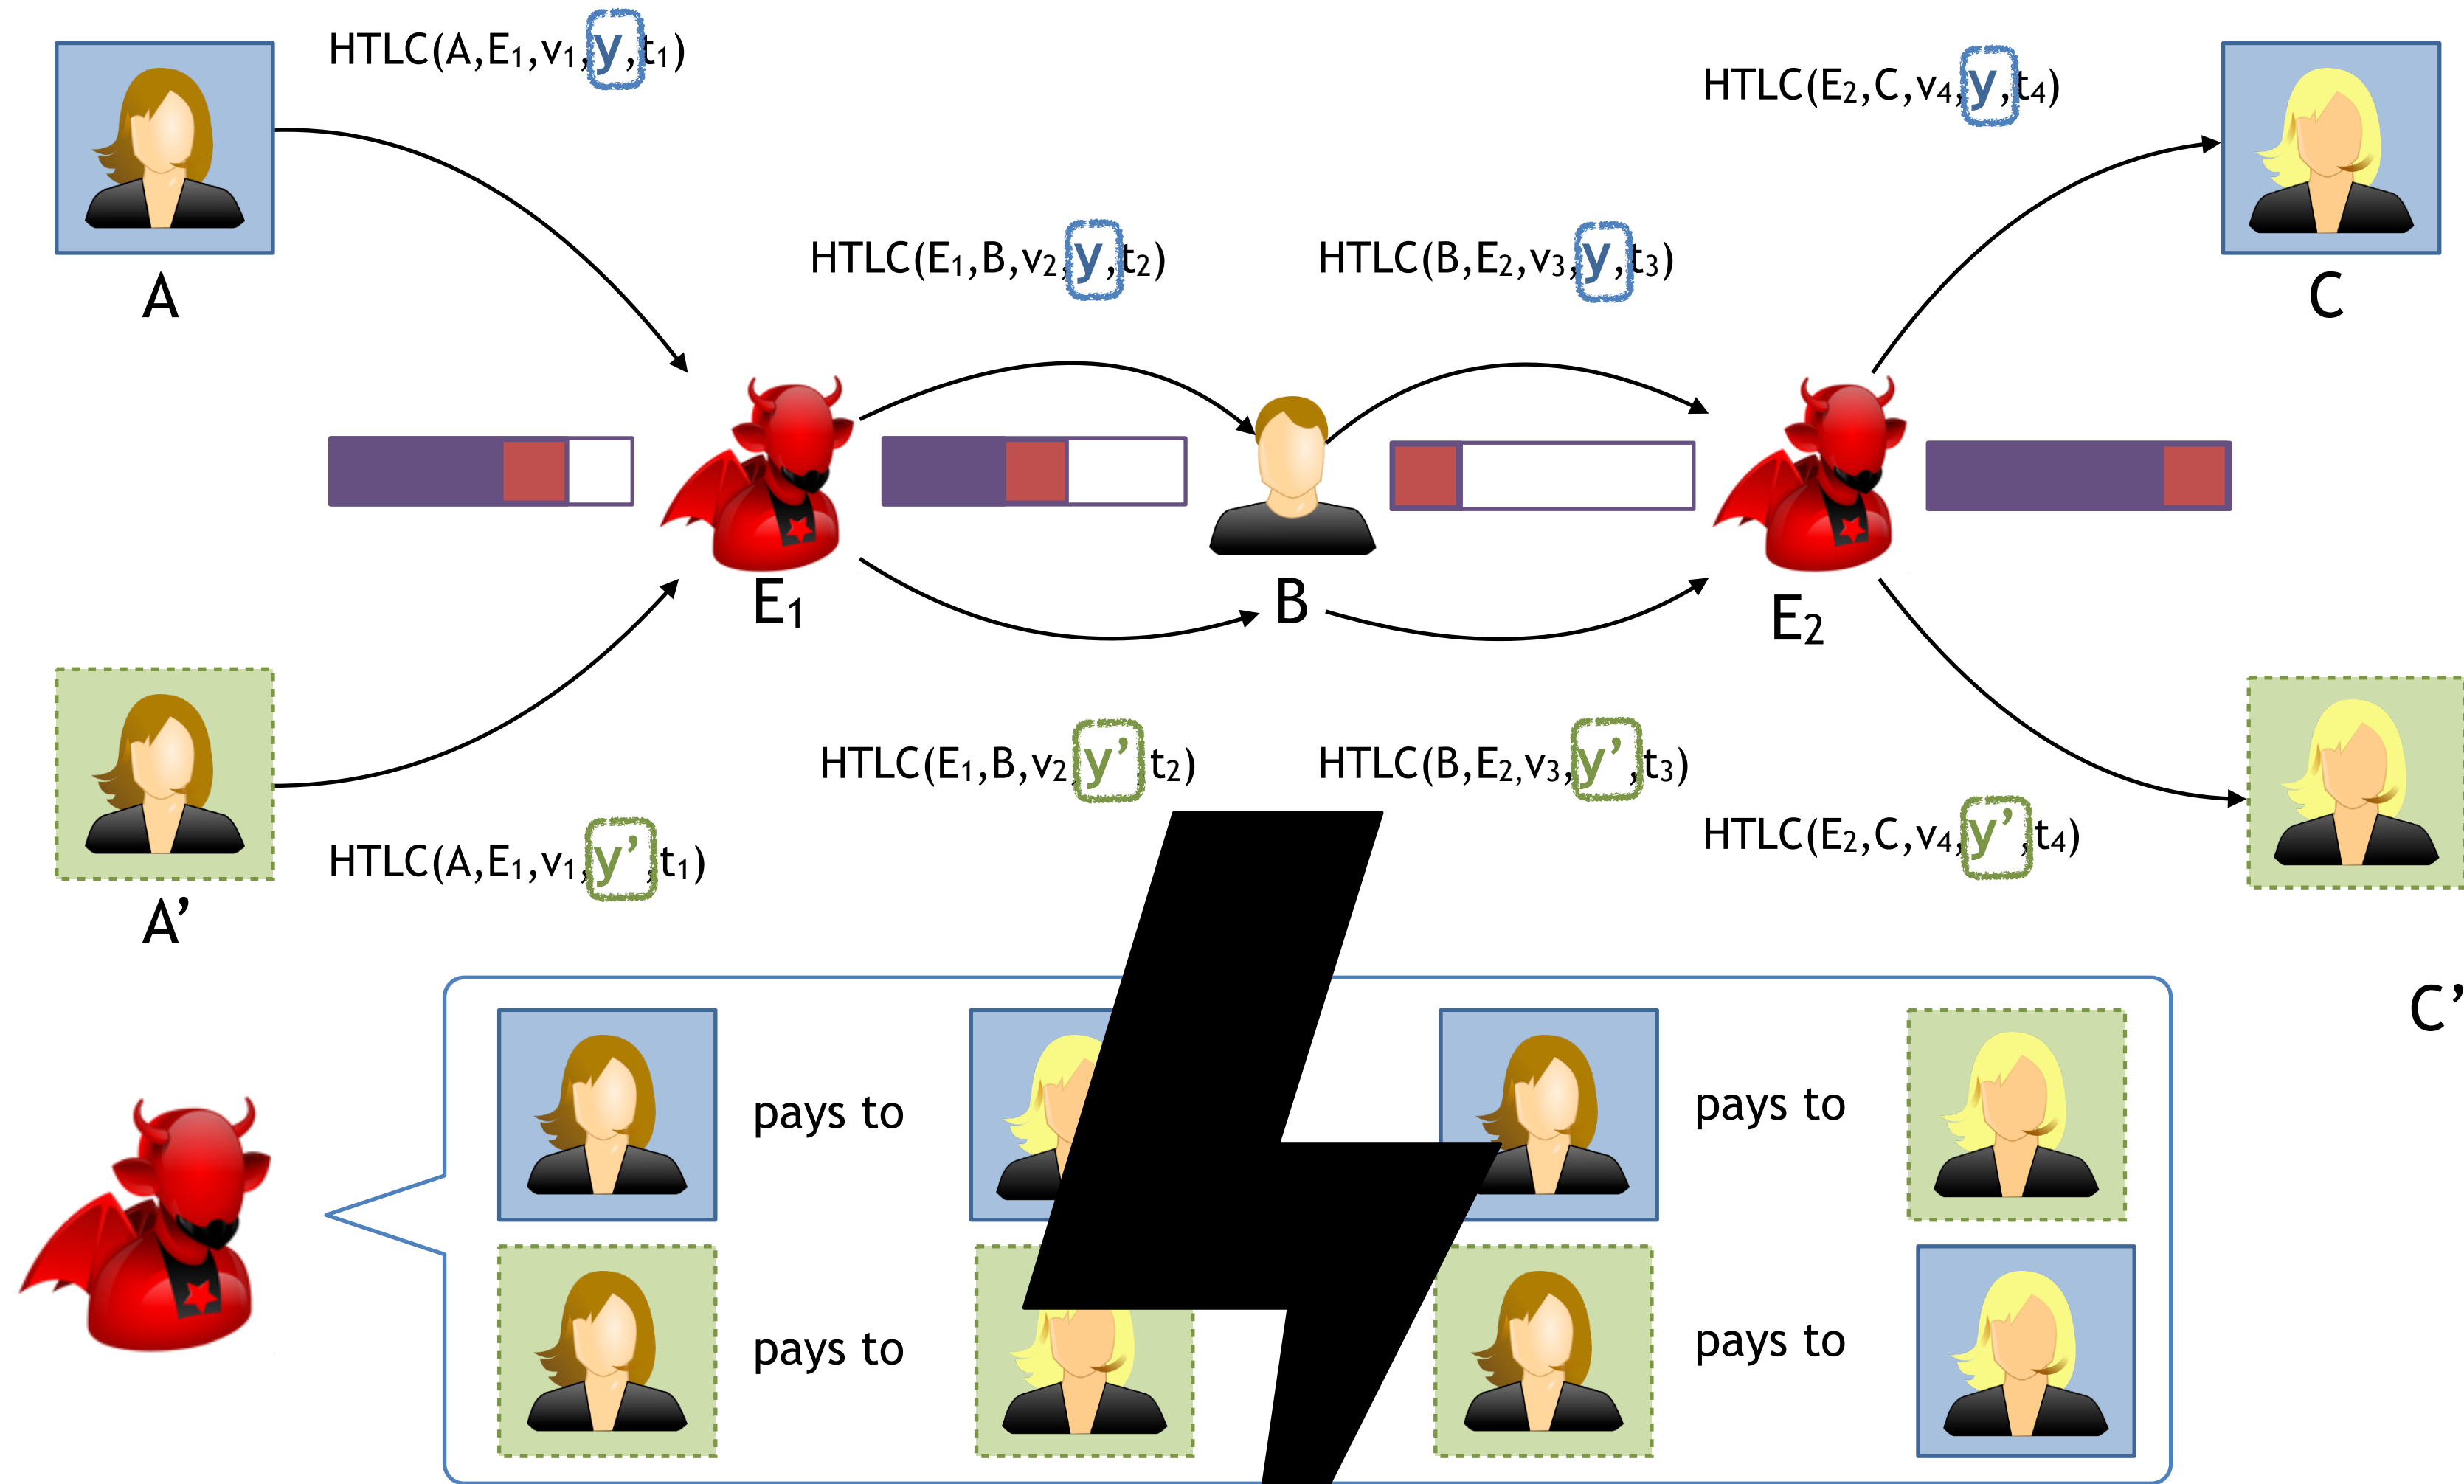 HTLC(A,E₁,v₁,y,t₁)
HTLC(E₂,C,v₄,y,t₄)
HTLC(E₁,B,v₂,y,t₂)
HTLC(B,E₂,v₃,y,t₃)
A
C
E₁
B
E₂
HTLC(E₁,B,v₂,y’ t₂)
HTLC(B,E₂,v₃,y’,t₃)
HTLC(E₂,C,v₄,y’,t₄)
HTLC(A,E₁,v₁,y’,t₁)
A’
C’
pays to
pays to
pays to
pays to